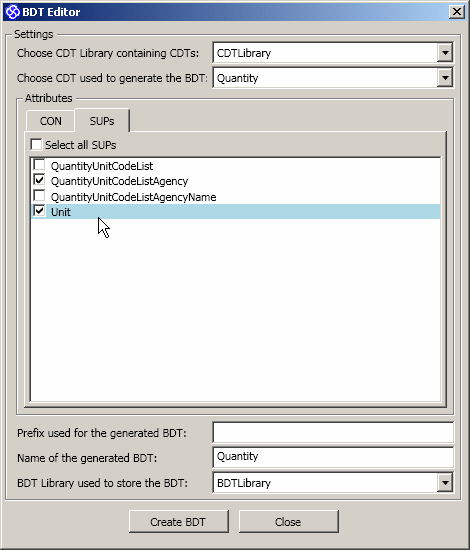 BDT Editor
Settings
Choose CDT Library containing CDTs: CDTLibrary
Choose CDT used to generate the BDT: Quantity
Attributes
CON SUPs
Select all SUPs
QuantityUnitCodeList
QuantityUnitCodeListAgency
QuantityUnitCodeListAgencyName
Unit
Prefix used for the generated BDT:
Name of the generated BDT: Quantity
BDT Library used to store the BDT: BDTLibrary
Create BDT Close